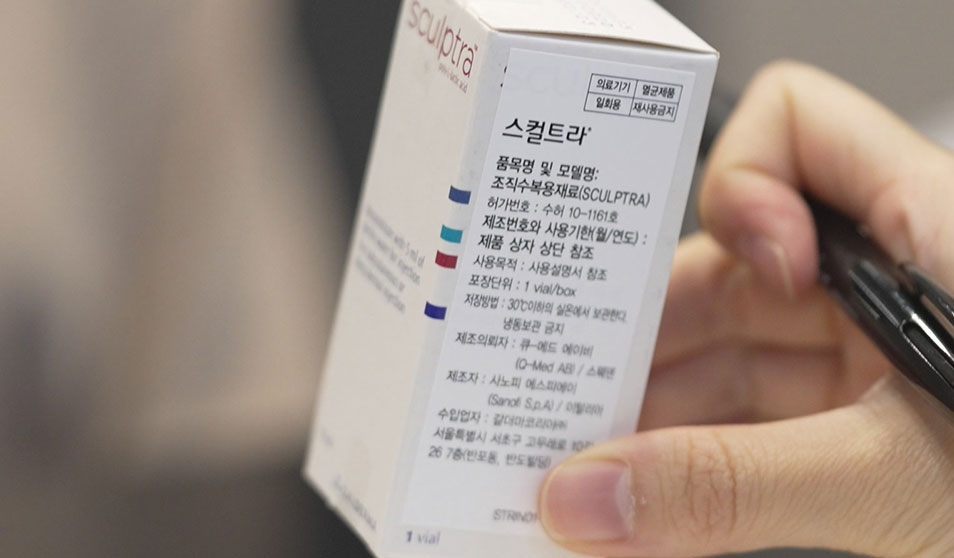 sculptra
poly-L-lactic acid
의료기기 멸균제품
일회용 재사용금지
스컬트라®
품목명 및 모델명:
조직수복용재료(SCULPTRA)
허가번호 : 수허 10-1161호
제조번호와 사용기한(월/연도) :
제품 상자 상단 참조
사용목적 : 사용설명서 참조
포장단위 : 1 vial/box
저장방법 : 30℃이하의 실온에서 보관한다.
냉동보관 금지
제조의뢰자 : 큐-메드 에이비
(Q-Med AB) / 스웨덴
제조자 : 사노피 에스피에이
(Sanofi S.p.A) / 이탈리아
수입업자 : 갈더마코리아㈜
서울특별시 서초구 고무래로
26 7층(반포동, 반도빌딩)
1 vial